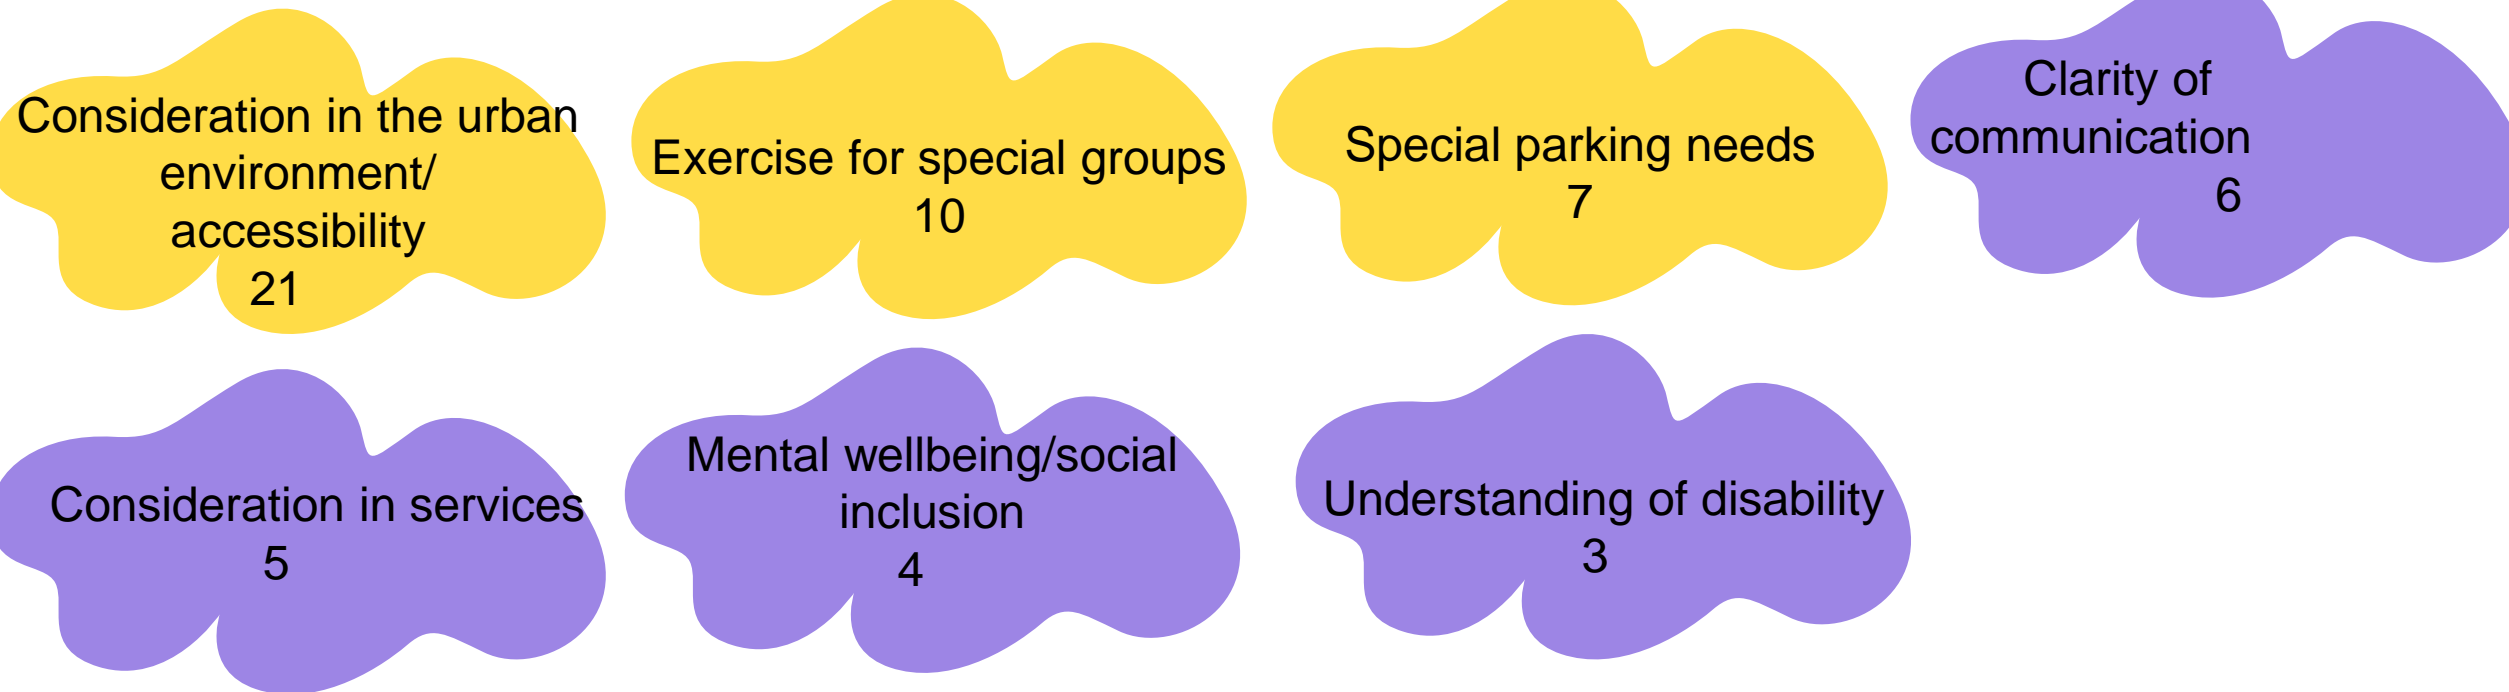 Consideration in the urban
environment/
accessibility
21
Exercise for special groups
10
Special parking needs
7
Clarity of
communication
6
Consideration in services
5
Mental wellbeing/social
inclusion
4
Understanding of disability
3